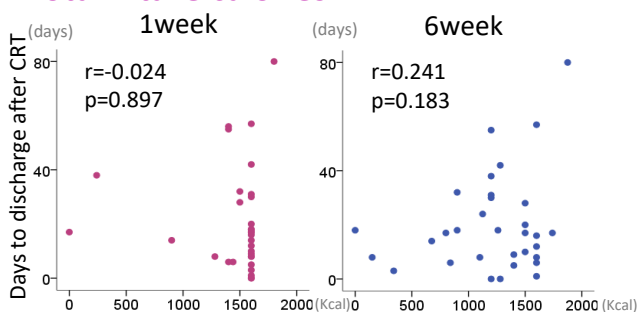 1week
6week
(days)
(days)
r=-0.024
p=0.897
r=0.241
p=0.183
Days to discharge after CRT
80
40
0
80
40
0
0 500 1000 1500 2000 (Kcal)
0 500 1000 1500 2000 (Kcal)